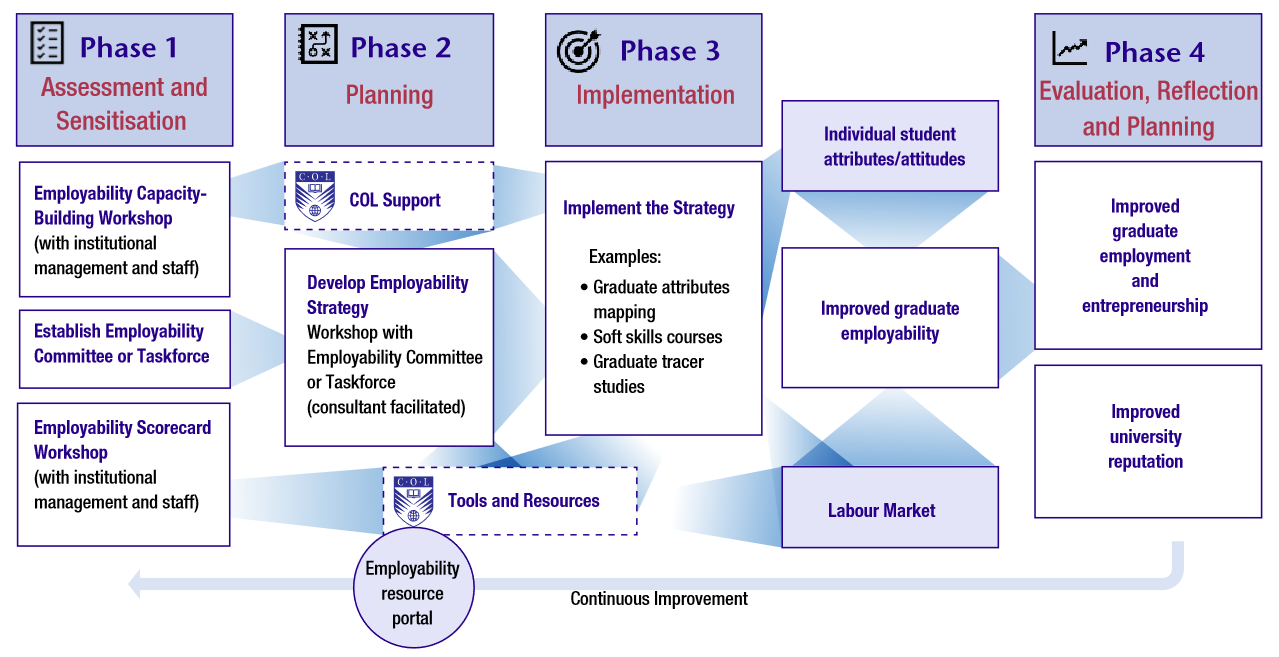 Phase 1
Assessment and
Sensitisation
Employability Capacity-
Building Workshop
(with institutional
management and staff)
Establish Employability
Committee or Taskforce
Employability Scorecard
Workshop
(with institutional
management and staff)
Phase 2
Planning
C·O·L
COL Support
Develop Employability
Strategy
Workshop with
Employability Committee
or Taskforce
(consultant facilitated)
C·O·L
Tools and Resources
Employability
resource
portal
Phase 3
Implementation
Implement the Strategy
Examples:
• Graduate attributes
mapping
• Soft skills courses
• Graduate tracer
studies
Individual student
attributes/attitudes
Improved graduate
employability
Labour Market
Phase 4
Evaluation, Reflection
and Planning
Improved
graduate
employment
and
entrepreneurship
Improved
university
reputation
Continuous Improvement